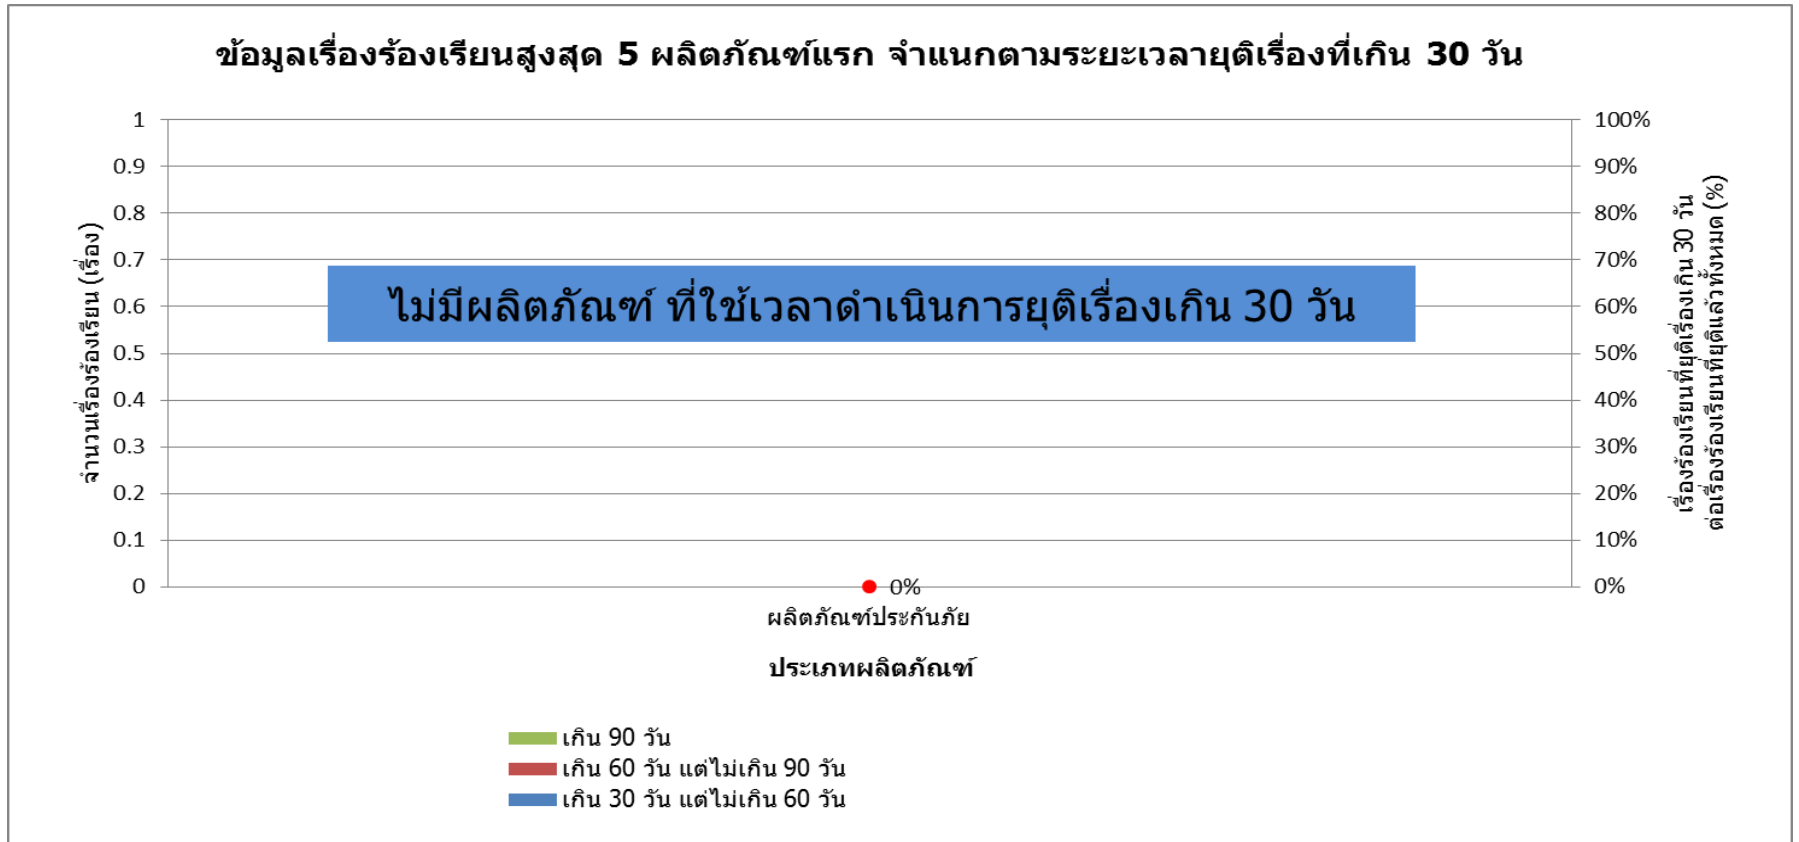 ข้อมูลเรื่องร้องเรียนสูงสุด 5 ผลิตภัณฑ์แรก จำแนกตามระยะเวลายุติเรื่องที่เกิน 30 วัน
จำนวนเรื่องร้องเรียน (เรื่อง)
1
0.9
0.8
0.7
0.6
0.5
0.4
0.3
0.2
0.1
0
ไม่มีผลิตภัณฑ์ ที่ใช้เวลาดำเนินการยุติเรื่องเกิน 30 วัน
100%
90%
80%
70%
60%
50%
40%
30%
20%
10%
0%
เรื่องร้องเรียนที่ยุติเรื่องเกิน 30 วัน
ต่อเรื่องร้องเรียนที่ยุติแล้วทั้งหมด (%)
0%
ผลิตภัณฑ์ประกันภัย
ประเภทผลิตภัณฑ์
เกิน 90 วัน
เกิน 60 วัน แต่ไม่เกิน 90 วัน
เกิน 30 วัน แต่ไม่เกิน 60 วัน